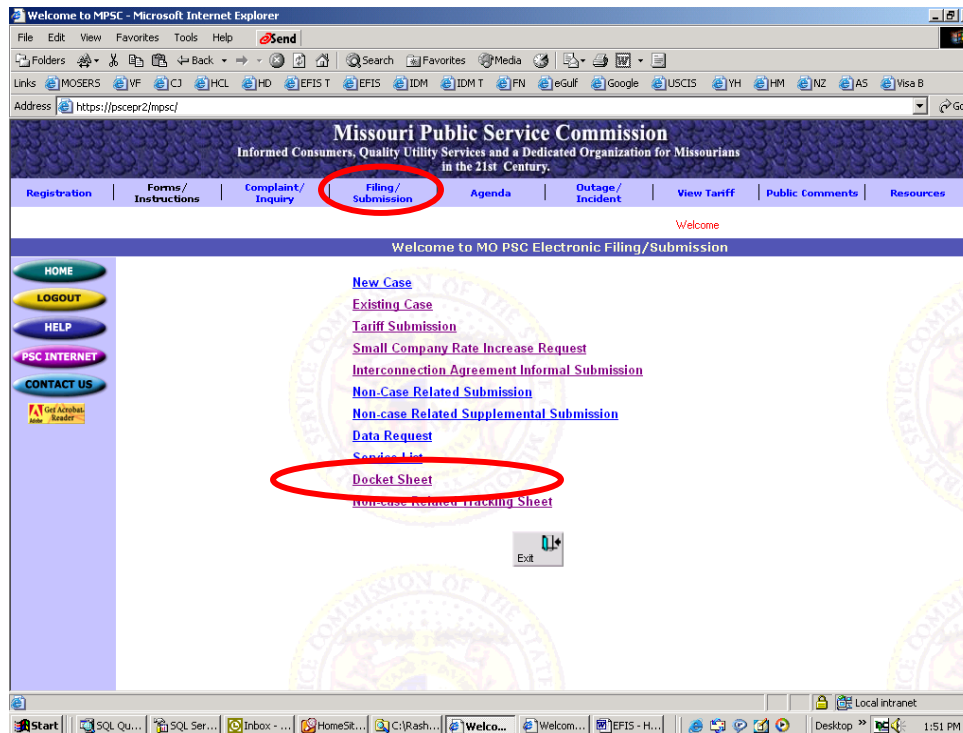 Welcome to MPSC - Microsoft Internet Explorer
File Edit View Favorites Tools Help Send
Folders Back Search Favorites Media
Links MOSERS VF CJ HCL HD EFIS T EFIS IDM IDM T FN eGulf Google USCIS YH HM NZ AS Visa B
Address https://pscepr2/mpsc/ Go
Missouri Public Service Commission
Informed Consumers, Quality Utility Services and a Dedicated Organization for Missourians
in the 21st Century.
Registration | Forms/ Instructions | Complaint/ Inquiry | Filing/ Submission Agenda | Outage/ Incident | View Tariff | Public Comments | Resources
Welcome
Welcome to MO PSC Electronic Filing/Submission
HOME
LOGOUT
HELP
PSC INTERNET
CONTACT US
Get Acrobat Reader
Adobe
New Case
Existing Case
Tariff Submission
Small Company Rate Increase Request
Interconnection Agreement Informal Submission
Non-Case Related Submission
Non-case Related Supplemental Submission
Data Request
Service List
Docket Sheet
Non-case Related Tracking Sheet
Exit
Local intranet
Start SQL Qu... SQL Ser... Inbox - ... HomeSit... C:\Rash... Welco... Welcom... EFIS - H... Desktop » 1:51 PM